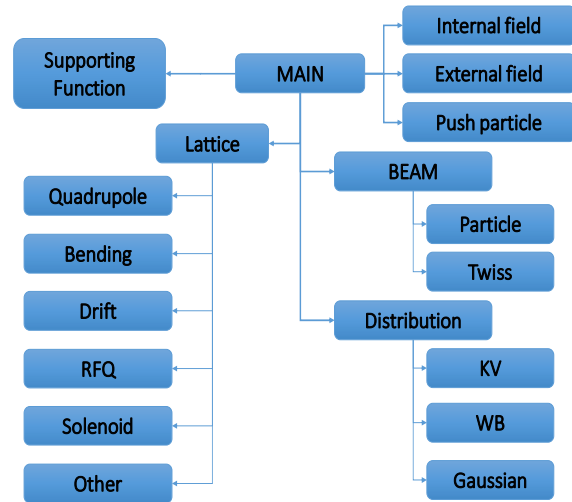 Internal field
Supporting
Function
MAIN
External field
Push particle
Lattice
BEAM
Quadrupole
Particle
Bending
Twiss
Drift
Distribution
RFQ
KV
Solenoid
WB
Other
Gaussian